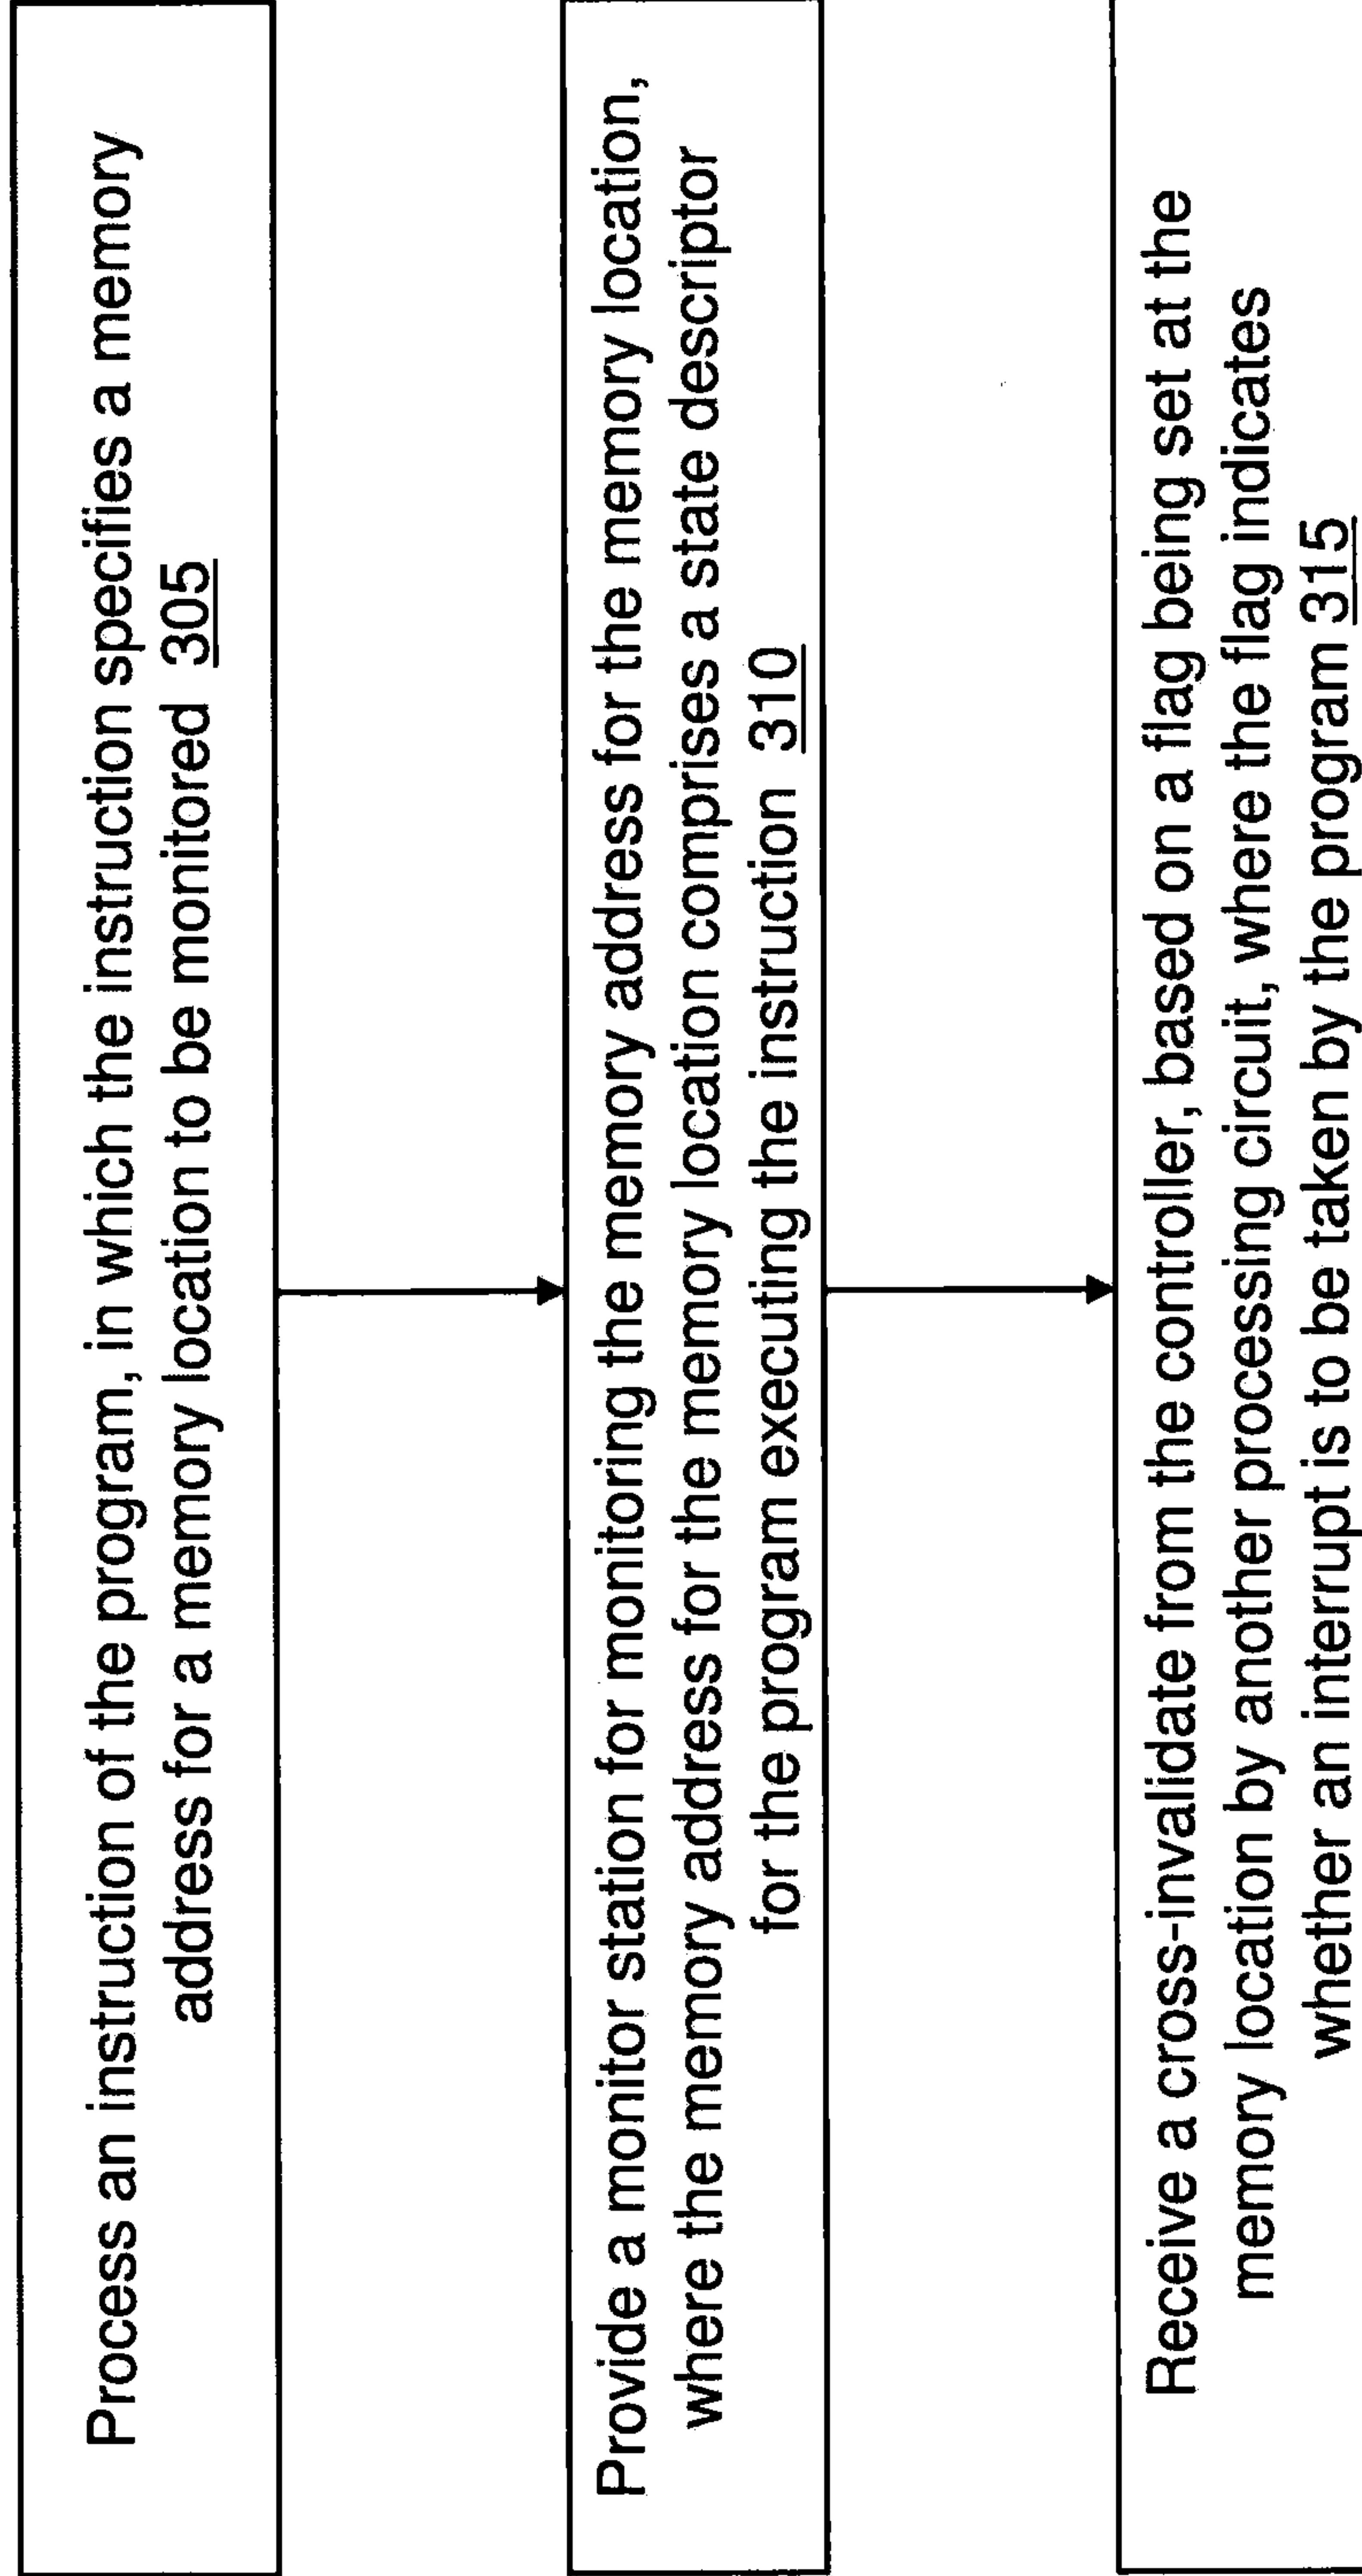 Process an instruction of the program, in which the instruction specifies a memory
address for a memory location to be monitored 305
Provide a monitor station for monitoring the memory address for the memory location,
where the memory address for the memory location comprises a state descriptor
for the program executing the instruction 310
Receive a cross-invalidate from the controller, based on a flag being set at the
memory location by another processing circuit, where the flag indicates
whether an interrupt is to be taken by the program 315